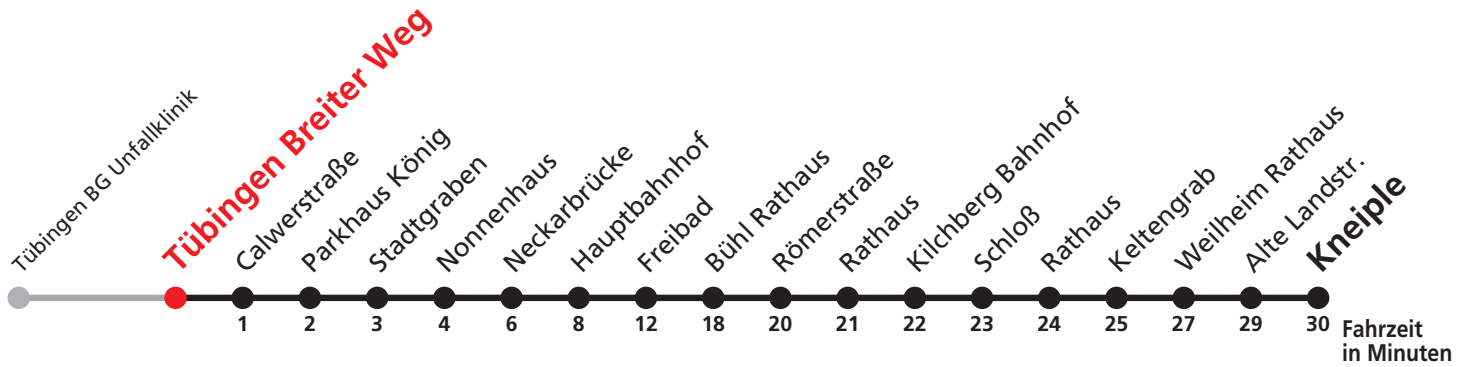 Tübingen BG Unfallklinik
Tübingen Breiter Weg
Calwerstraße
Parkhaus König
Stadtgraben
Nonnenhaus
Neckarbrücke
Hauptbahnhof
Freibad
Bühl Rathaus
Römerstraße
Rathaus
Kilchberg Bahnhof
Schloß
Rathaus
Keltengrab
Weilheim Rathaus
Alte Landstr.
Kneiple
1 2 3 4 6 8 12 18 20 21 22 23 24 25 27 29 30
Fahrzeit
in Minuten